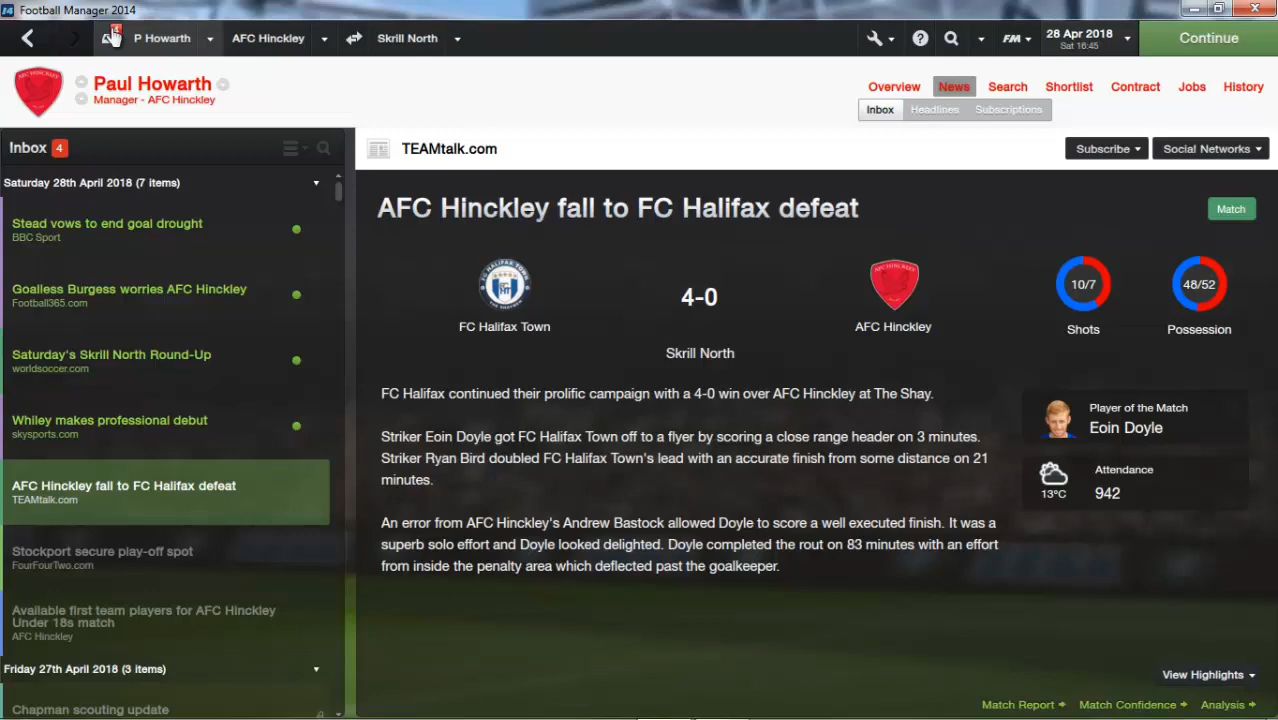 Football Manager 2014
P Howarth
AFC Hinckley
Skrill North
FM
28 Apr 2018
Sat 16:45
Continue
Paul Howarth
Manager - AFC Hinckley
Overview
News
Search
Shortlist
Contract
Jobs
History
Inbox
Headlines
Subscriptions
Inbox 4
Saturday 28th April 2018 (7 items)
Stead vows to end goal drought
BBC Sport
Goalless Burgess worries AFC Hinckley
Football365.com
Saturday's Skrill North Round-Up
worldsoccer.com
Whiley makes professional debut
skysports.com
AFC Hinckley fall to FC Halifax defeat
TEAMtalk.com
Stockport secure play-off spot
FourFourTwo.com
Available first team players for AFC Hinckley
Under 18s match
AFC Hinckley
Friday 27th April 2018 (3 items)
Chapman scouting update
TEAMtalk.com
Subscribe
Social Networks
AFC Hinckley fall to FC Halifax defeat
Match
FC Halifax Town
4-0
AFC Hinckley
Skrill North
10/7
Shots
48/52
Possession
FC Halifax continued their prolific campaign with a 4-0 win over AFC Hinckley at The Shay.
Striker Eoin Doyle got FC Halifax Town off to a flyer by scoring a close range header on 3 minutes.
Striker Ryan Bird doubled FC Halifax Town's lead with an accurate finish from some distance on 21
minutes.
An error from AFC Hinckley's Andrew Bastock allowed Doyle to score a well executed finish. It was a
superb solo effort and Doyle looked delighted. Doyle completed the rout on 83 minutes with an effort
from inside the penalty area which deflected past the goalkeeper.
Player of the Match
Eoin Doyle
13°C
Attendance
942
View Highlights
Match Report
Match Confidence
Analysis